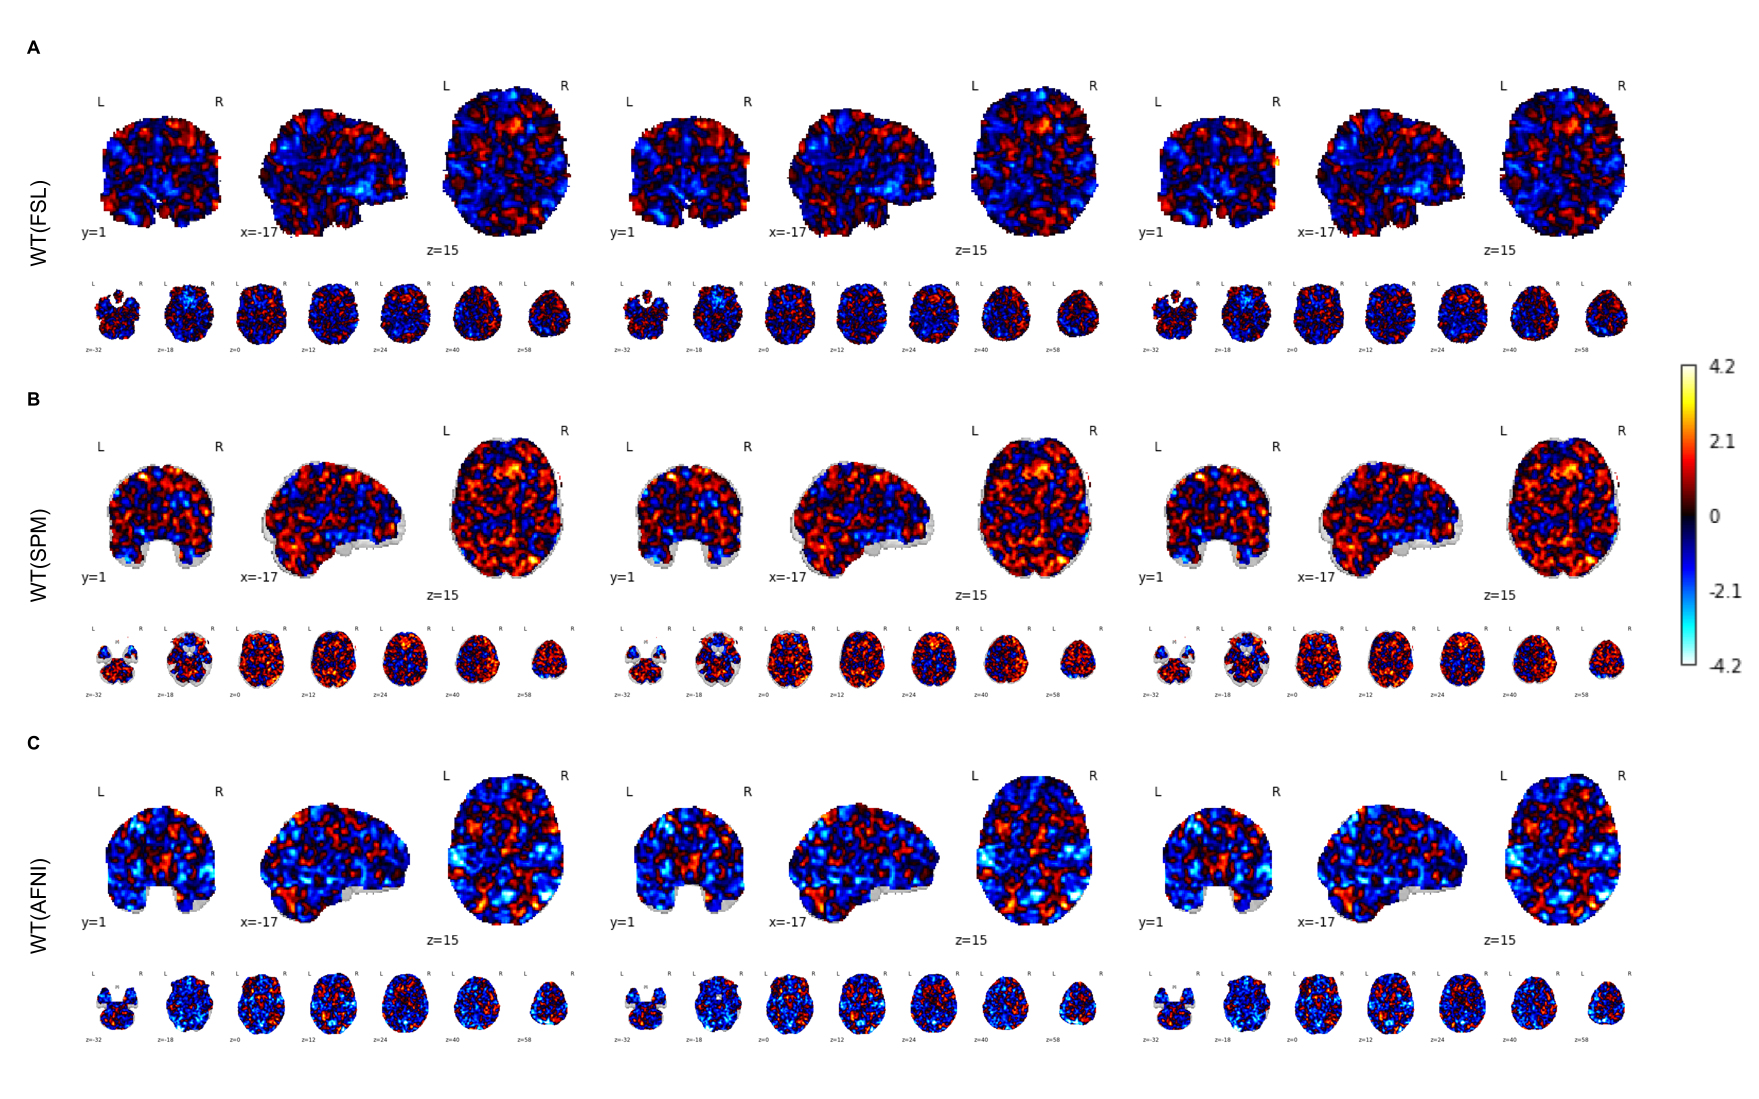 A
WT(FSL)
L R L R L R
L R L R L R
y=1 x=-17 z=15 y=1 x=-17 z=15 y=1 x=-17 z=15
L R L R L R L R L R L R
z=-32 z=-18 z=0 z=12 z=24 z=40 z=58 z=-32 z=-18 z=0 z=12 z=24 z=40 z=58 z=-32 z=-18 z=0 z=12 z=24 z=40 z=58
4.2
2.1
0
-2.1
-4.2
B
WT(SPM)
L R L R L R
L R L R L R
y=1 x=-17 z=15 y=1 x=-17 z=15 y=1 x=-17 z=15
L R L R L R L R L R L R
z=-32 z=-18 z=0 z=12 z=24 z=40 z=58 z=-32 z=-18 z=0 z=12 z=24 z=40 z=58 z=-32 z=-18 z=0 z=12 z=24 z=40 z=58
C
WT(AFNI)
L R L R L R
L R L R L R
y=1 x=-17 z=15 y=1 x=-17 z=15 y=1 x=-17 z=15
L R L R L R L R L R L R
z=-32 z=-18 z=0 z=12 z=24 z=40 z=58 z=-32 z=-18 z=0 z=12 z=24 z=40 z=58 z=-32 z=-18 z=0 z=12 z=24 z=40 z=58